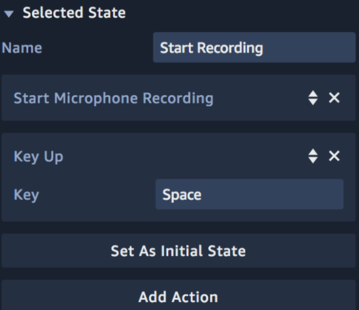 Selected State
Name Start Recording
Start Microphone Recording
Key Up
Key Space
Set As Initial State
Add Action